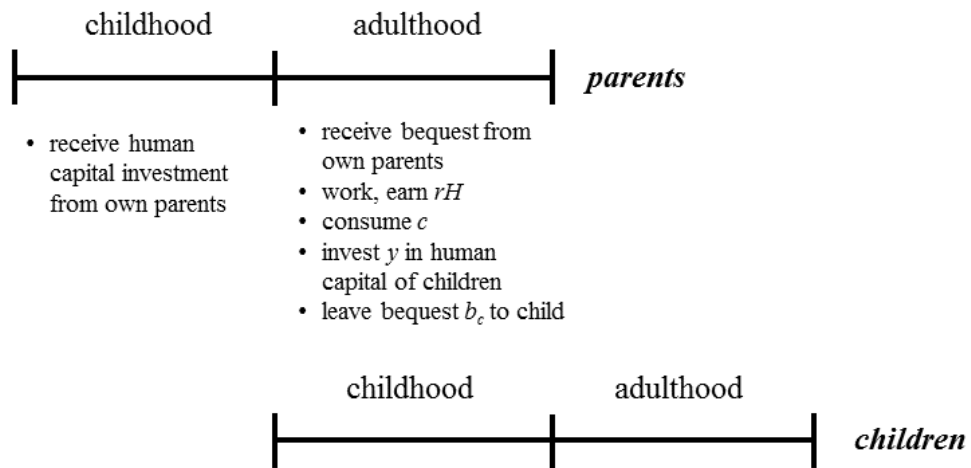 childhood adulthood
parents
• receive human
capital investment
from own parents
• receive bequest from
own parents
• work, earn rH
• consume c
• invest y in human
capital of children
• leave bequest b_c to child
childhood adulthood
children